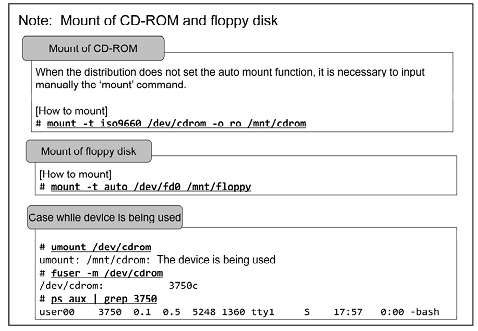 Note:  Mount of CD-ROM and floppy disk
Mount of CD-ROM
When the distribution does not set the auto mount function, it is necessary to input
manually the 'mount' command.
[How to mount]
# mount -t iso9660 /dev/cdrom -o ro /mnt/cdrom
Mount of floppy disk
[How to mount]
# mount -t auto /dev/fd0 /mnt/floppy
Case while device is being used
# umount /dev/cdrom
umount: /mnt/cdrom: The device is being used
# fuser -m /dev/cdrom
/dev/cdrom:          3750c
# ps aux | grep 3750
user00    3750  0.1  0.5  5248 1360 tty1     S    17:57   0:00 -bash